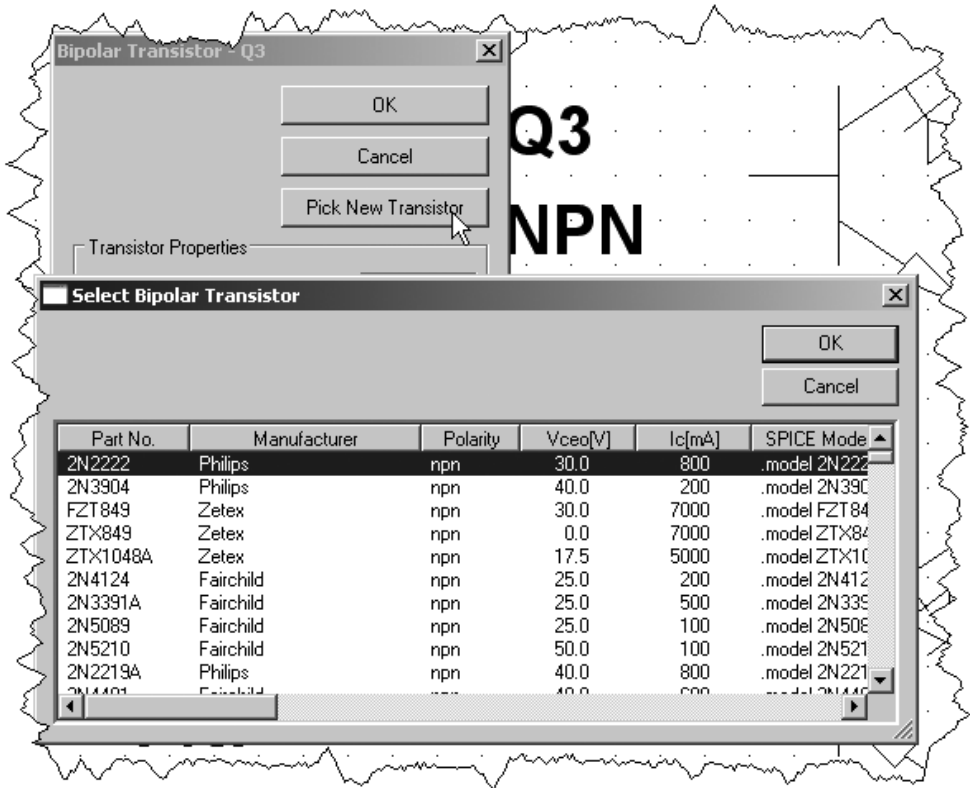 Bipolar Transistor - Q3
OK
Cancel
Pick New Transistor
Transistor Properties
Q3
NPN
Select Bipolar Transistor
OK
Cancel
Part No. Manufacturer Polarity Vceo[V] Ic[mA] SPICE Mode
2N2222 Philips npn 30.0 800 .model 2N222
2N3904 Philips npn 40.0 200 .model 2N390
FZT849 Zetex npn 30.0 7000 .model FZT84
ZTX849 Zetex npn 0.0 7000 .model ZTX84
ZTX1048A Zetex npn 17.5 5000 .model ZTX10
2N4124 Fairchild npn 25.0 200 .model 2N412
2N3391A Fairchild npn 25.0 500 .model 2N339
2N5089 Fairchild npn 25.0 100 .model 2N508
2N5210 Fairchild npn 50.0 100 .model 2N521
2N2219A Philips npn 40.0 800 .model 2N221